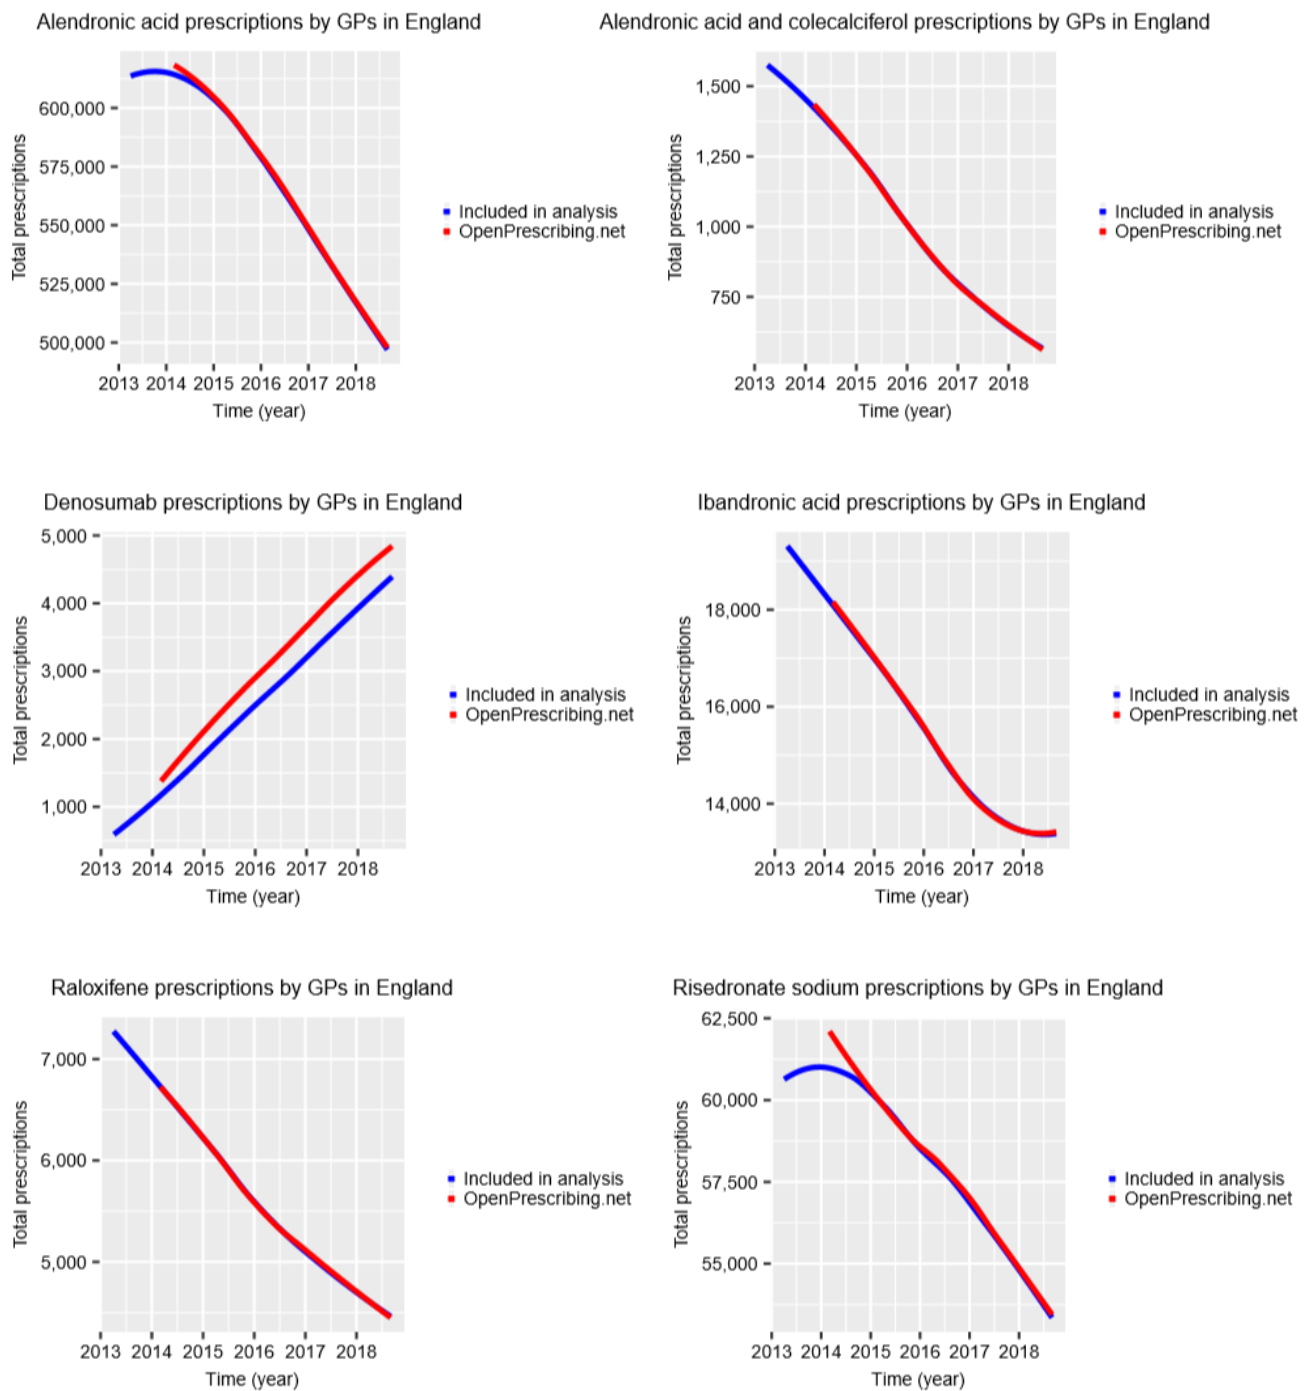 Alendronic acid prescriptions by GPs in England
Total prescriptions
600,000
575,000
550,000
525,000
500,000
2013 2014 2015 2016 2017 2018
Time (year)
Included in analysis
OpenPrescribing.net
Alendronic acid and colecalciferol prescriptions by GPs in England
Total prescriptions
1,500
1,250
1,000
750
2013 2014 2015 2016 2017 2018
Time (year)
Included in analysis
OpenPrescribing.net
Denosumab prescriptions by GPs in England
Total prescriptions
5,000
4,000
3,000
2,000
1,000
2013 2014 2015 2016 2017 2018
Time (year)
Included in analysis
OpenPrescribing.net
Ibandronic acid prescriptions by GPs in England
Total prescriptions
18,000
16,000
14,000
2013 2014 2015 2016 2017 2018
Time (year)
Included in analysis
OpenPrescribing.net
Raloxifene prescriptions by GPs in England
Total prescriptions
7,000
6,000
5,000
2013 2014 2015 2016 2017 2018
Time (year)
Included in analysis
OpenPrescribing.net
Risedronate sodium prescriptions by GPs in England
Total prescriptions
62,500
60,000
57,500
55,000
2013 2014 2015 2016 2017 2018
Time (year)
Included in analysis
OpenPrescribing.net